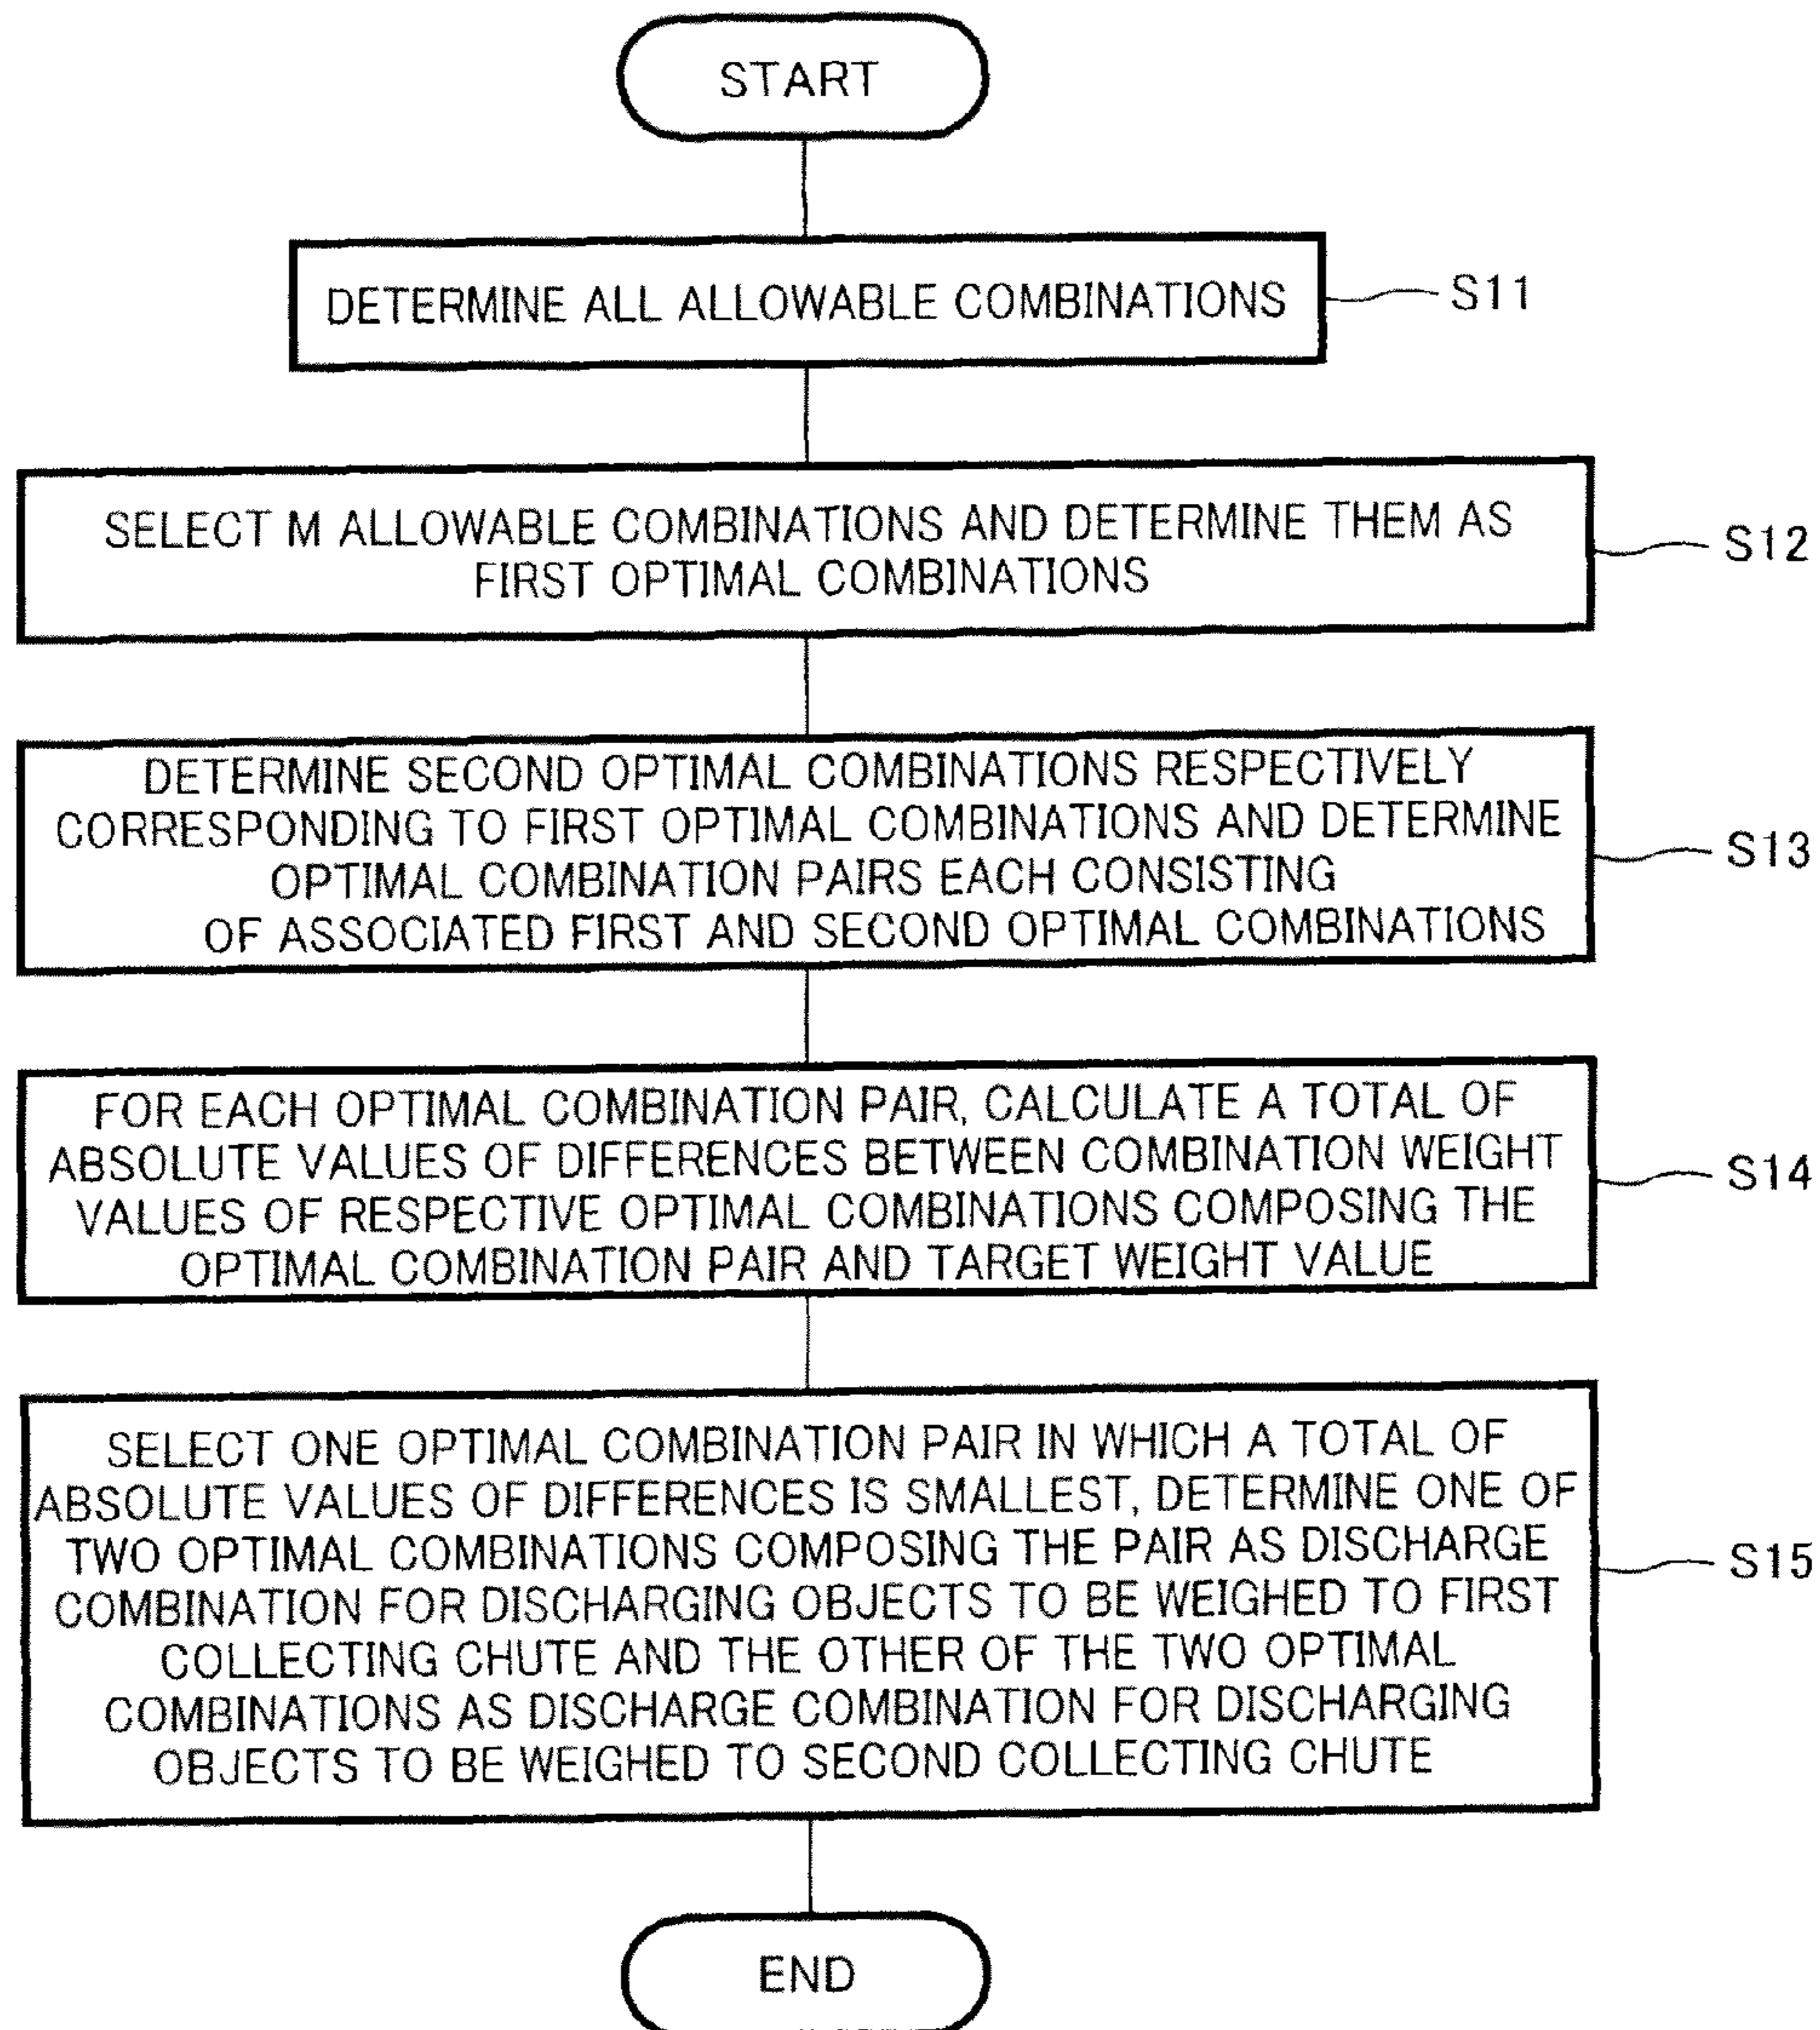 START
DETERMINE ALL ALLOWABLE COMBINATIONS
S11
SELECT M ALLOWABLE COMBINATIONS AND DETERMINE THEM AS
FIRST OPTIMAL COMBINATIONS
S12
DETERMINE SECOND OPTIMAL COMBINATIONS RESPECTIVELY
CORRESPONDING TO FIRST OPTIMAL COMBINATIONS AND DETERMINE
OPTIMAL COMBINATION PAIRS EACH CONSISTING
OF ASSOCIATED FIRST AND SECOND OPTIMAL COMBINATIONS
S13
FOR EACH OPTIMAL COMBINATION PAIR, CALCULATE A TOTAL OF
ABSOLUTE VALUES OF DIFFERENCES BETWEEN COMBINATION WEIGHT
VALUES OF RESPECTIVE OPTIMAL COMBINATIONS COMPOSING THE
OPTIMAL COMBINATION PAIR AND TARGET WEIGHT VALUE
S14
SELECT ONE OPTIMAL COMBINATION PAIR IN WHICH A TOTAL OF
ABSOLUTE VALUES OF DIFFERENCES IS SMALLEST, DETERMINE ONE OF
TWO OPTIMAL COMBINATIONS COMPOSING THE PAIR AS DISCHARGE
COMBINATION FOR DISCHARGING OBJECTS TO BE WEIGHED TO FIRST
COLLECTING CHUTE AND THE OTHER OF THE TWO OPTIMAL
COMBINATIONS AS DISCHARGE COMBINATION FOR DISCHARGING
OBJECTS TO BE WEIGHED TO SECOND COLLECTING CHUTE
S15
END